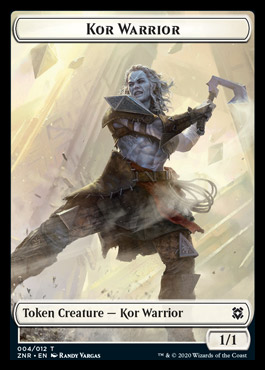 Kor Warrior
Token Creature — Kor Warrior
1/1
004/012 T
ZNR • EN Randy Vargas
™ & © 2020 Wizards of the Coast